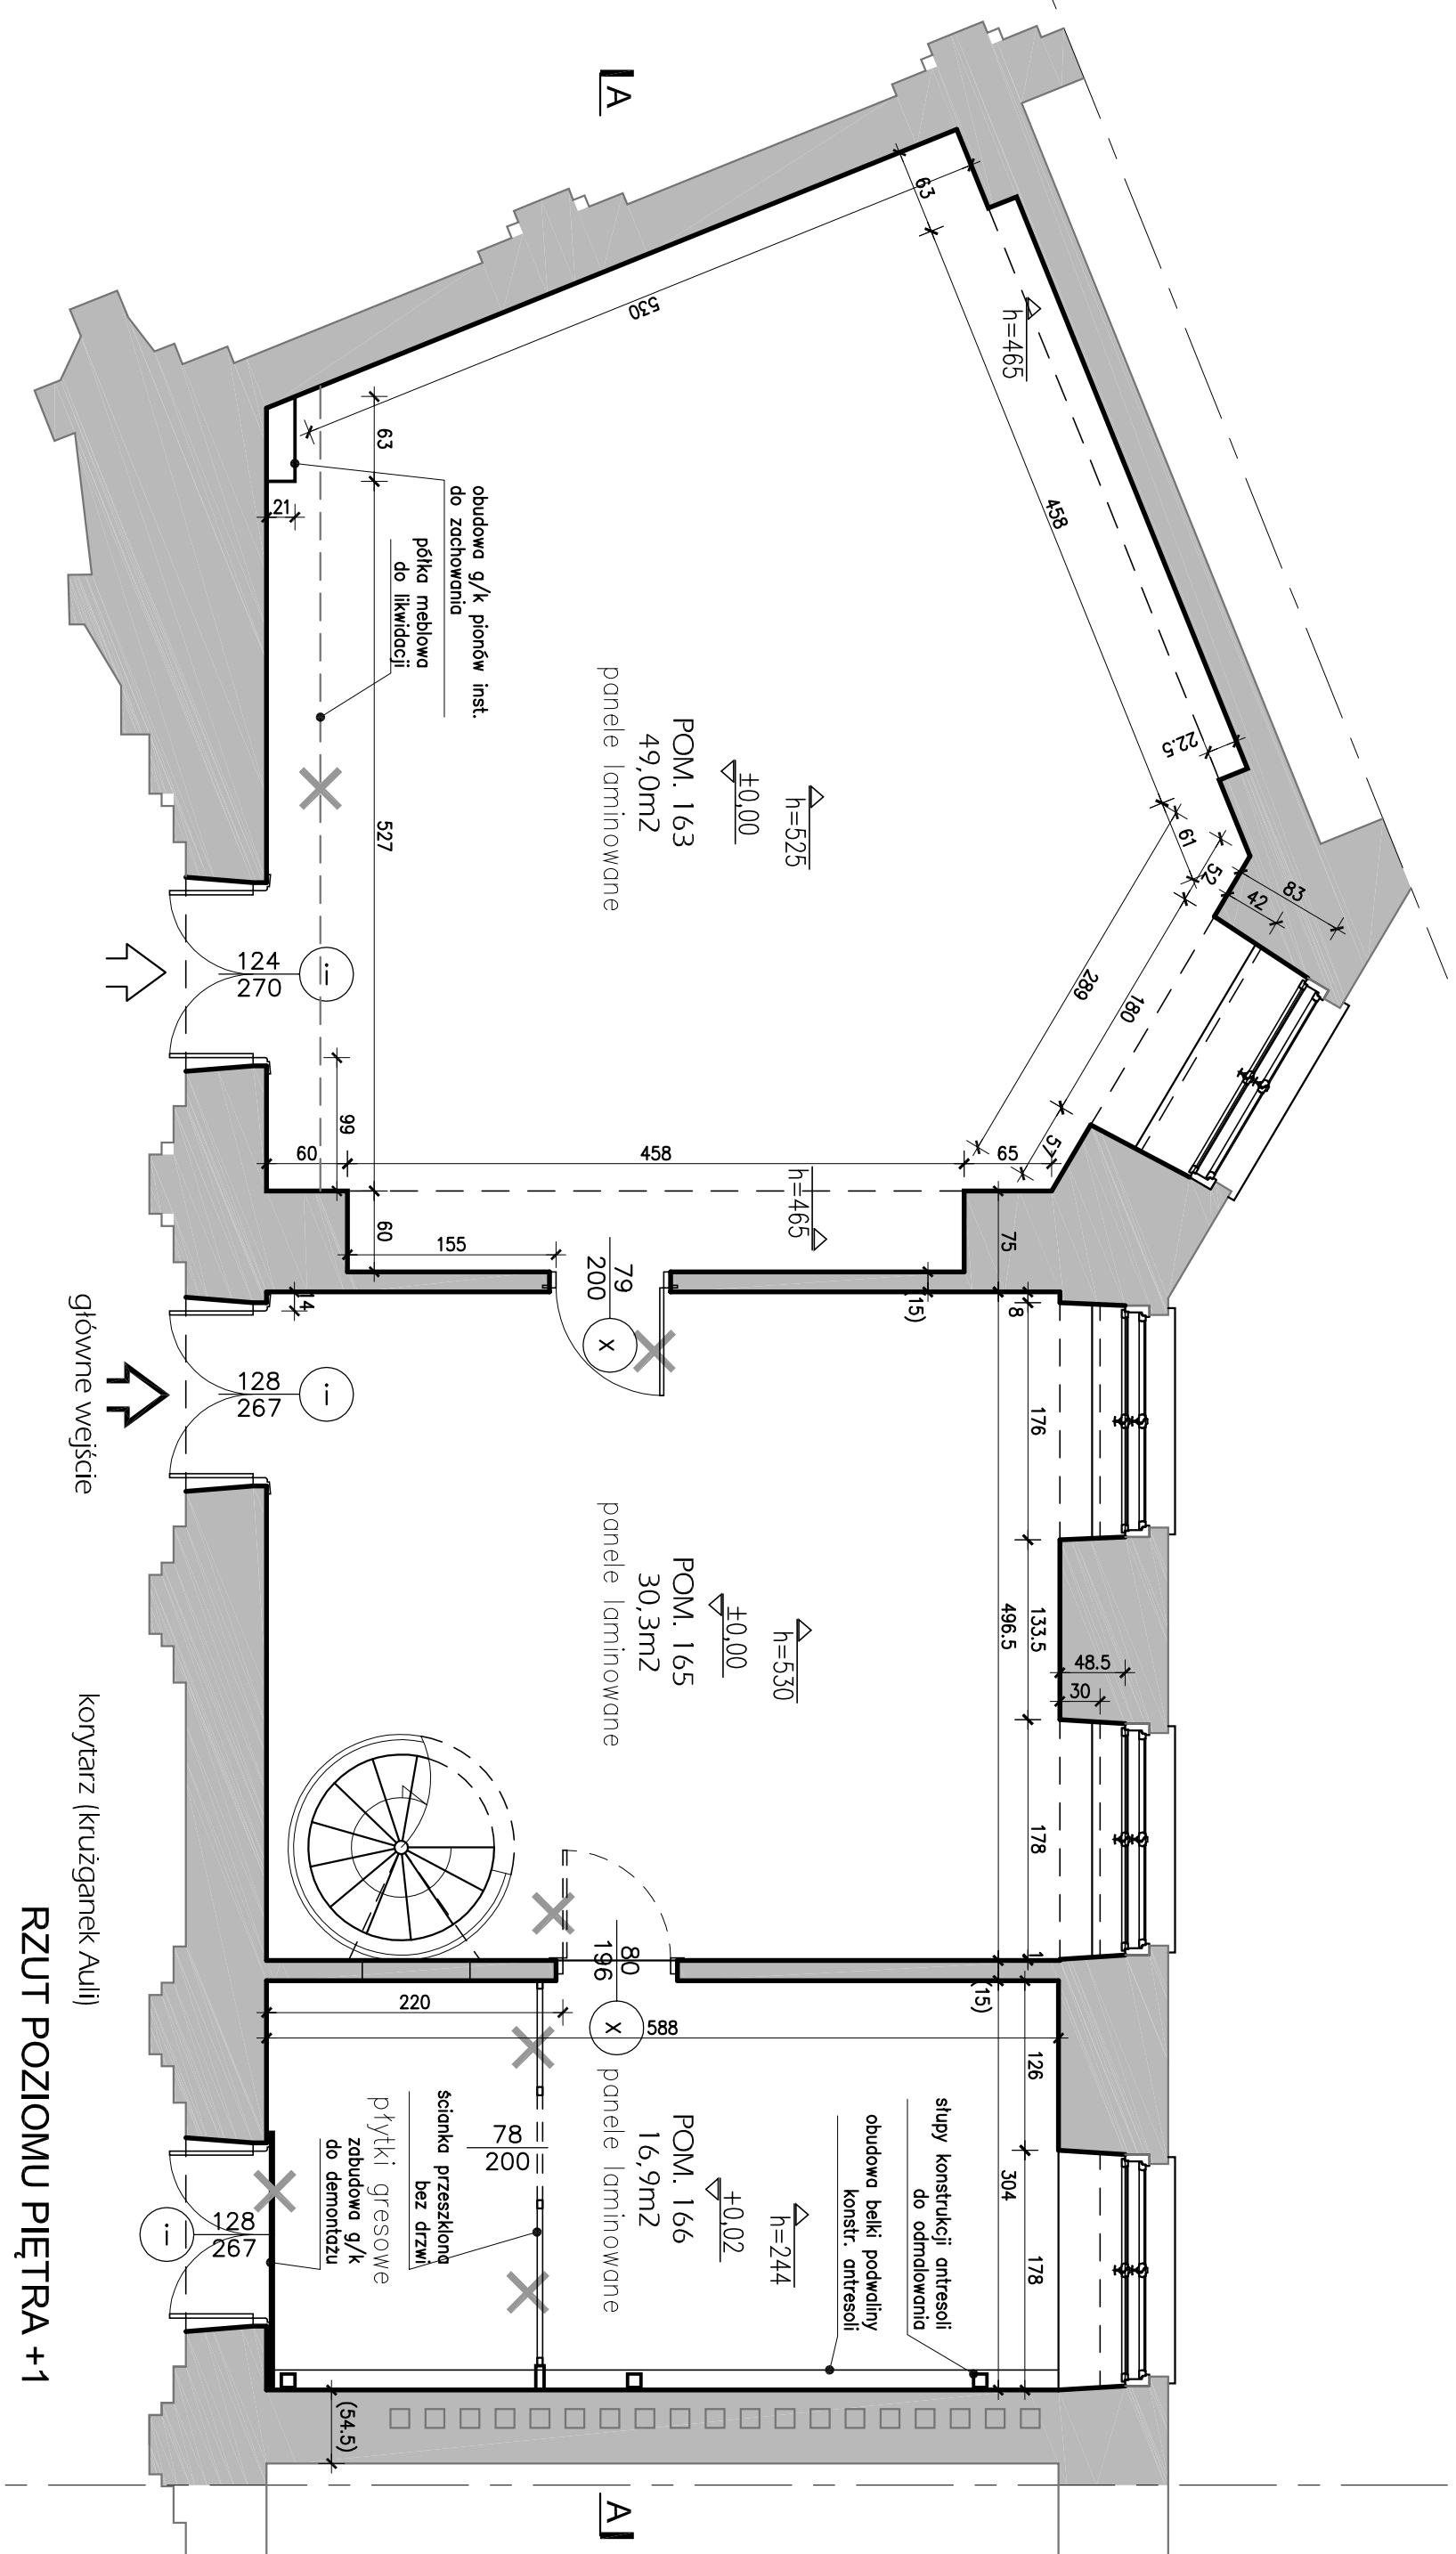 A
63
530
h=465
458
63
21
obudowa g/k pionów inst.
do zachowania
półka meblowa
do likwidacji
POM. 163
49,0m2
panele laminowane
±0,00
h=525
22.5
61
52
83
42
289
180
57
527
124
270
i
99
60
458
65
h=465
60
155
75
79
200
x
(15)
8
14
główne wejście
128
267
i
176
133.5
496.5
48.5
30
178
POM. 165
30,3m2
panele laminowane
±0,00
h=530
korytarz (krużganek Auli)
80
196
x
1
(15)
220
588
126
304
178
słupy konstrukcji antresoli
do odmalowania
obudowa belki podwaliny
konstr. antresoli
POM. 166
16,9m2
panele laminowane
+0,02
h=244
78
200
ścianka przeszklona
bez drzwi
płytki gresowe
zabudowa g/k
do demontażu
128
267
i
(54.5)
A
RZUT POZIOMU PIĘTRA +1